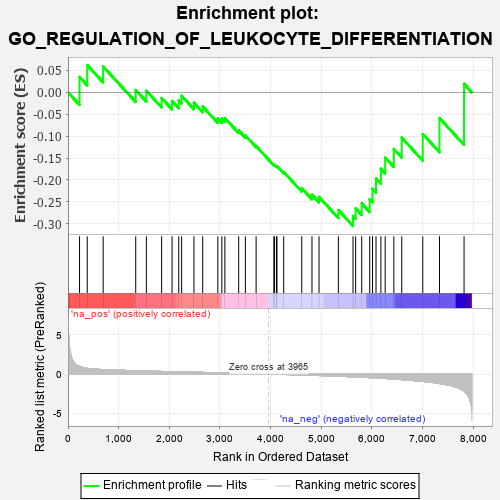 Enrichment plot:
GO_REGULATION_OF_LEUKOCYTE_DIFFERENTIATION
Enrichment score (ES)
0.05
0.00
-0.05
-0.10
-0.15
-0.20
-0.25
-0.30
'na_pos' (positively correlated)
Ranked list metric (PreRanked)
5
0
-5
Zero cross at 3965
'na_neg' (negatively correlated)
0 1,000 2,000 3,000 4,000 5,000 6,000 7,000 8,000
Rank in Ordered Dataset
Enrichment profile Hits Ranking metric scores